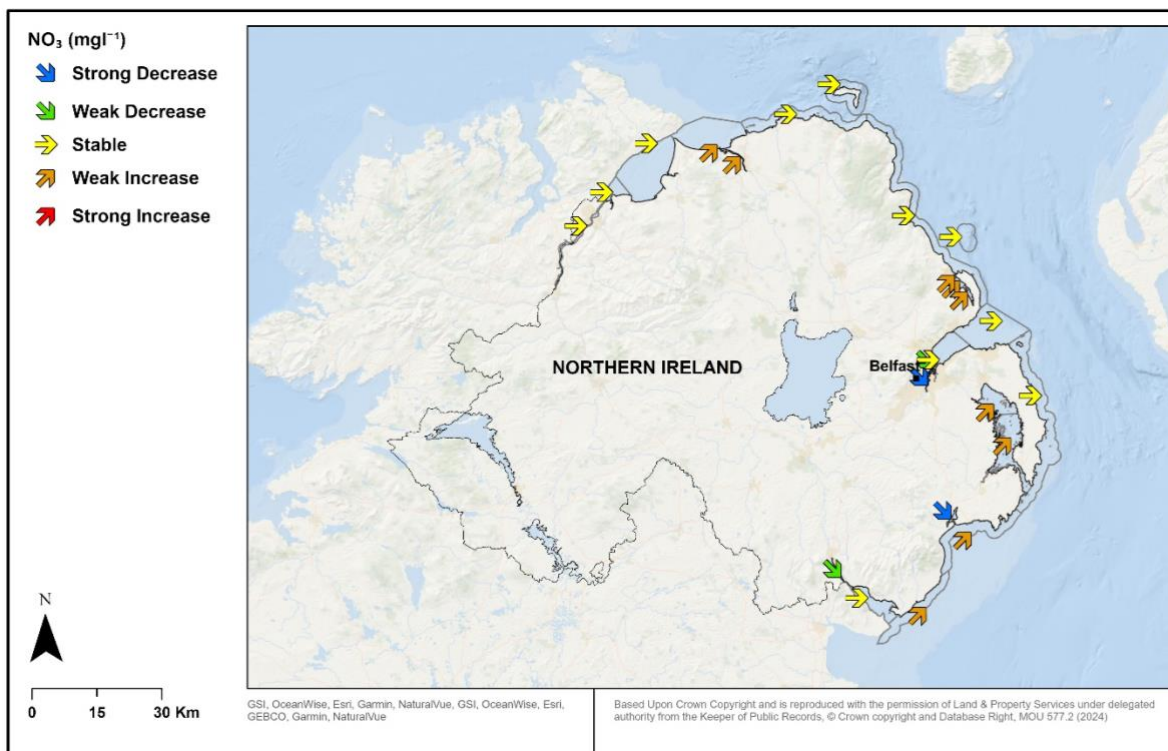 NO₃ (mgl⁻¹)
Strong Decrease
Weak Decrease
Stable
Weak Increase
Strong Increase
NORTHERN IRELAND
Belfast
N
0 15 30 Km
GSI, OceanWise, Esri, Garmin, NaturalVue, GSI, OceanWise, Esri,
GEBCO, Garmin, NaturalVue
Based Upon Crown Copyright and is reproduced with the permission of Land & Property Services under delegated
authority from the Keeper of Public Records, © Crown copyright and Database Right, MOU 577.2 (2024)